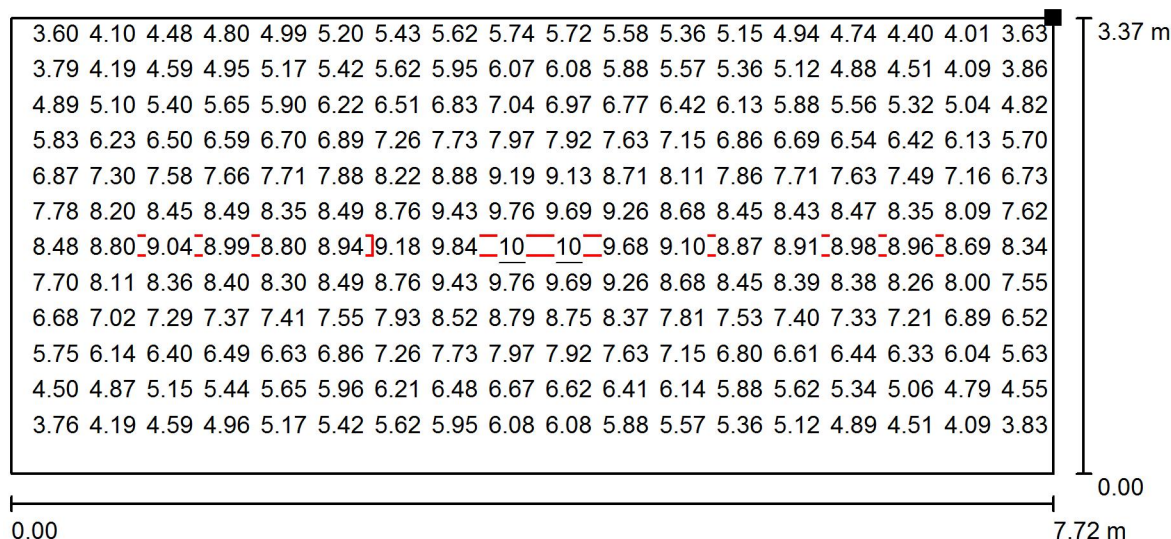 3.60 4.10 4.48 4.80 4.99 5.20 5.43 5.62 5.74 5.72 5.58 5.36 5.15 4.94 4.74 4.40 4.01 3.63
3.37 m
3.79 4.19 4.59 4.95 5.17 5.42 5.62 5.95 6.07 6.08 5.88 5.57 5.36 5.12 4.88 4.51 4.09 3.86
4.89 5.10 5.40 5.65 5.90 6.22 6.51 6.83 7.04 6.97 6.77 6.42 6.13 5.88 5.56 5.32 5.04 4.82
5.83 6.23 6.50 6.59 6.70 6.89 7.26 7.73 7.97 7.92 7.63 7.15 6.86 6.69 6.54 6.42 6.13 5.70
6.87 7.30 7.58 7.66 7.71 7.88 8.22 8.88 9.19 9.13 8.71 8.11 7.86 7.71 7.63 7.49 7.16 6.73
7.78 8.20 8.45 8.49 8.35 8.49 8.76 9.43 9.76 9.69 9.26 8.68 8.45 8.43 8.47 8.35 8.09 7.62
8.48 8.80 9.04 8.99 8.80 8.94 9.18 9.84 10 10 9.68 9.10 8.87 8.91 8.98 8.96 8.69 8.34
7.70 8.11 8.36 8.40 8.30 8.49 8.76 9.43 9.76 9.69 9.26 8.68 8.45 8.39 8.38 8.26 8.00 7.55
6.68 7.02 7.29 7.37 7.41 7.55 7.93 8.52 8.79 8.75 8.37 7.81 7.53 7.40 7.33 7.21 6.89 6.52
5.75 6.14 6.40 6.49 6.63 6.86 7.26 7.73 7.97 7.92 7.63 7.15 6.80 6.61 6.44 6.33 6.04 5.63
4.50 4.87 5.15 5.44 5.65 5.96 6.21 6.48 6.67 6.62 6.41 6.14 5.88 5.62 5.34 5.06 4.79 4.55
3.76 4.19 4.59 4.96 5.17 5.42 5.62 5.95 6.08 6.08 5.88 5.57 5.36 5.12 4.89 4.51 4.09 3.83
0.00
0.00
7.72 m